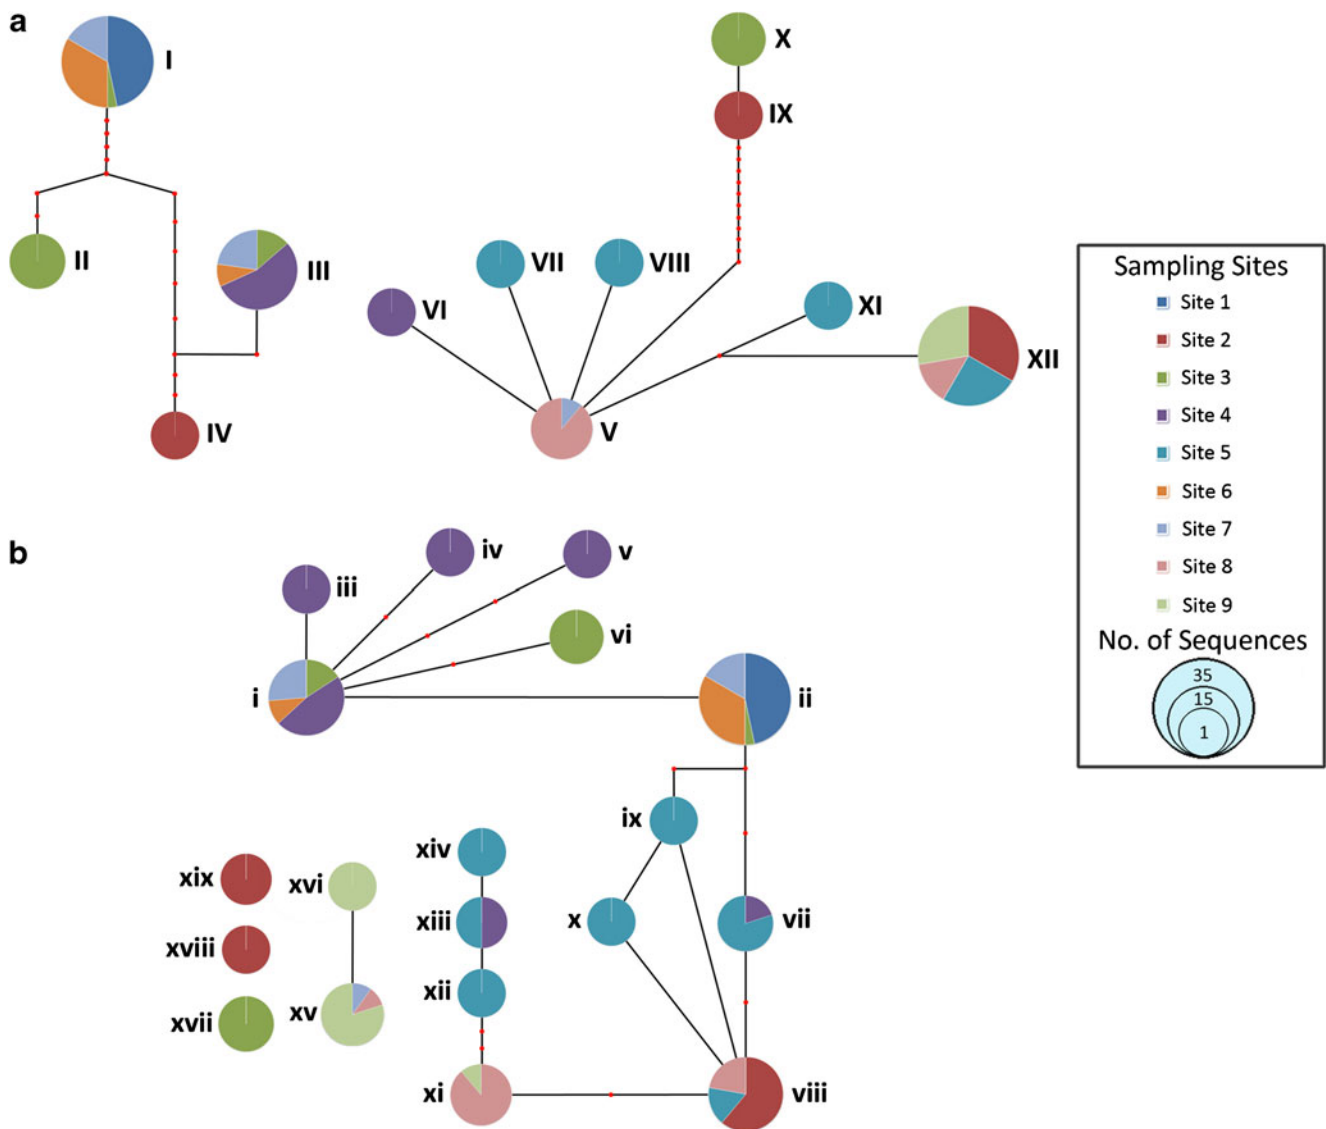 a
I
X
IX
II
III
VII
VIII
VI
XI
XII
IV
V
Sampling Sites
Site 1
Site 2
Site 3
Site 4
Site 5
Site 6
Site 7
Site 8
Site 9
No. of Sequences
35
15
1
b
iii
iv
v
vi
i
ii
ix
xiv
xix
xvi
xiii
x
vii
xviii
xii
xvii
xv
xi
viii